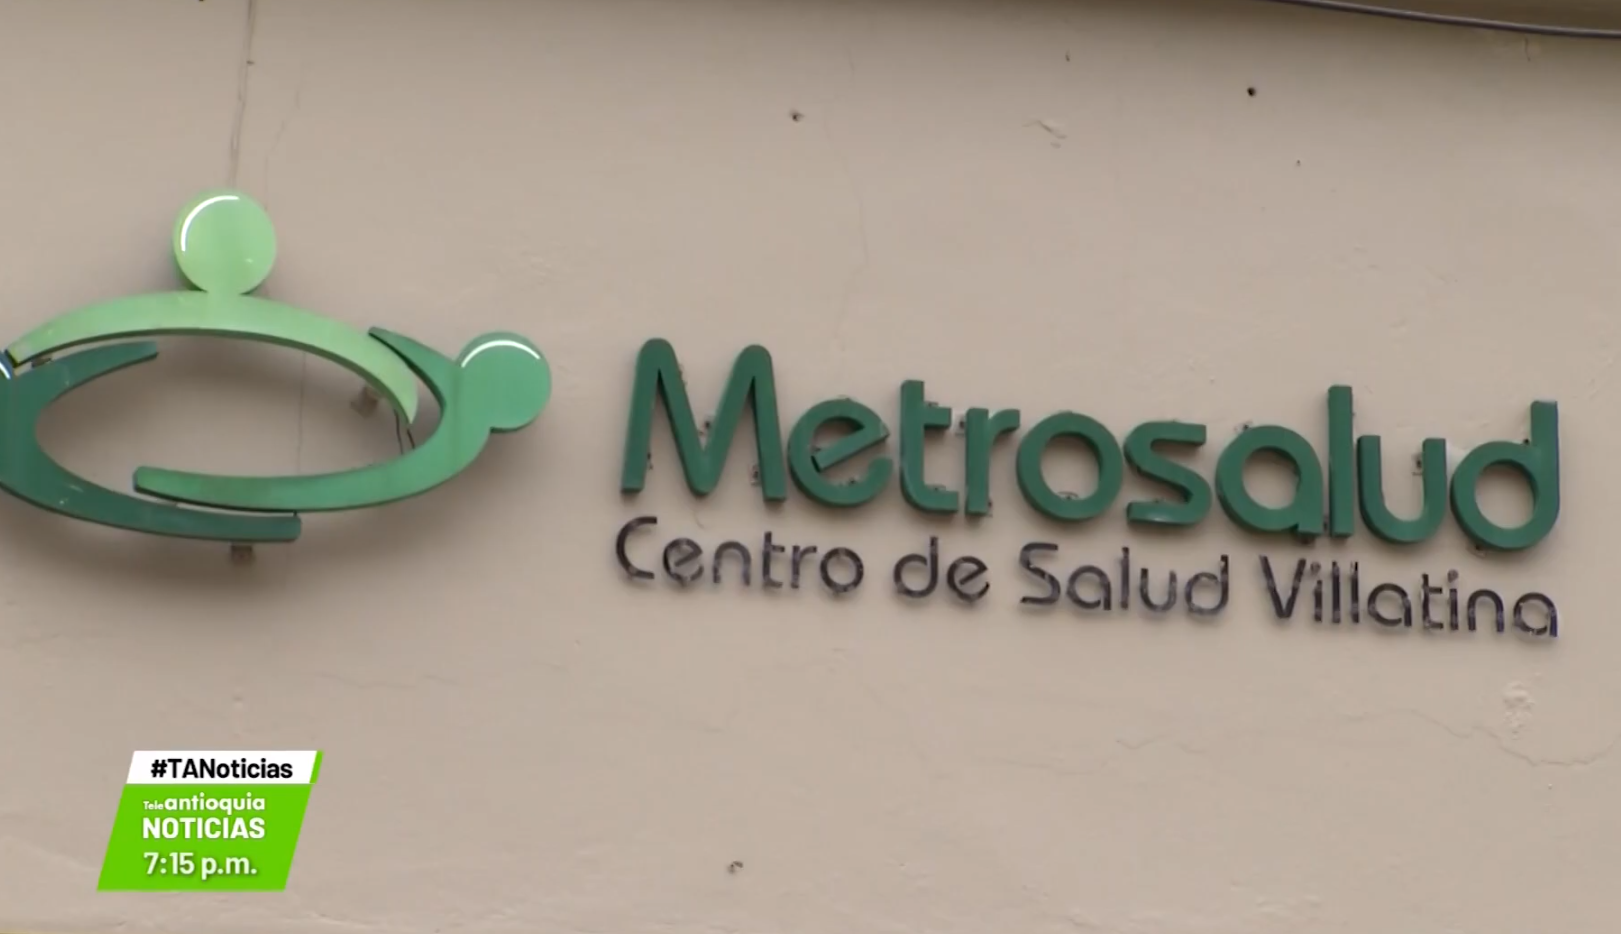 Metrosalud
Centro de Salud Villatina
#TANoticias
Teleantioquia
NOTICIAS
7:15 p.m.